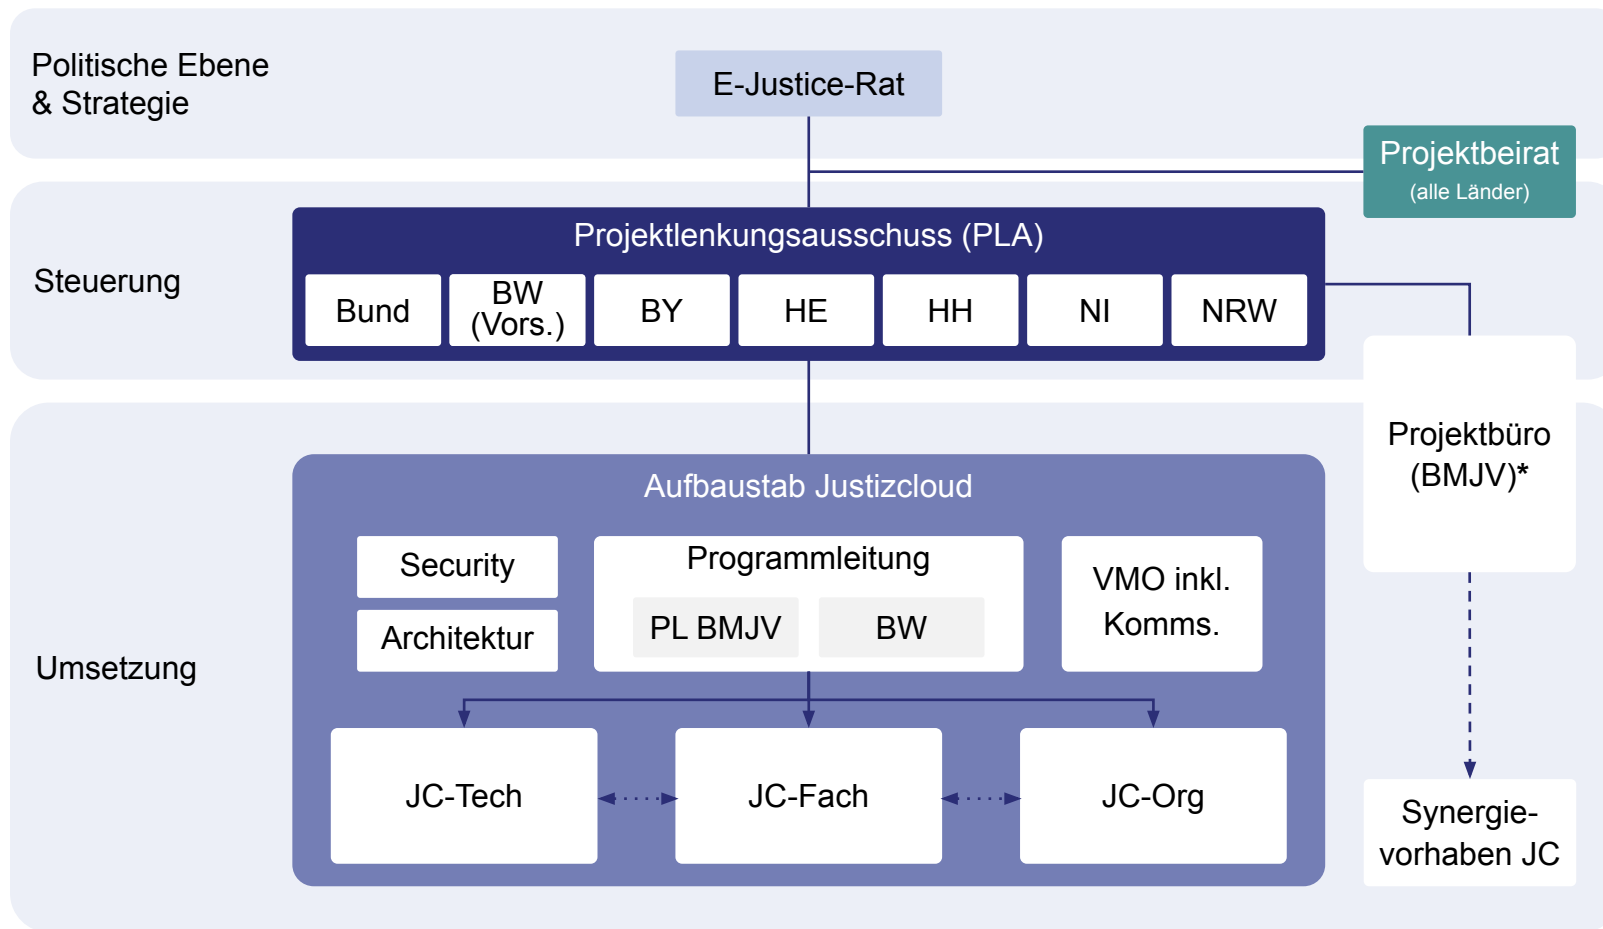 Politische Ebene
& Strategie
E-Justice-Rat
Projektbeirat
(alle Länder)
Steuerung
Projektlenkungsausschuss (PLA)
Bund
BW
(Vors.)
BY
HE
HH
NI
NRW
Projektbüro
(BMJV)*
Umsetzung
Aufbaustab Justizcloud
Security
Architektur
Programmleitung
PL BMJV
BW
VMO inkl.
Komms.
JC-Tech
JC-Fach
JC-Org
Synergie-
vorhaben JC